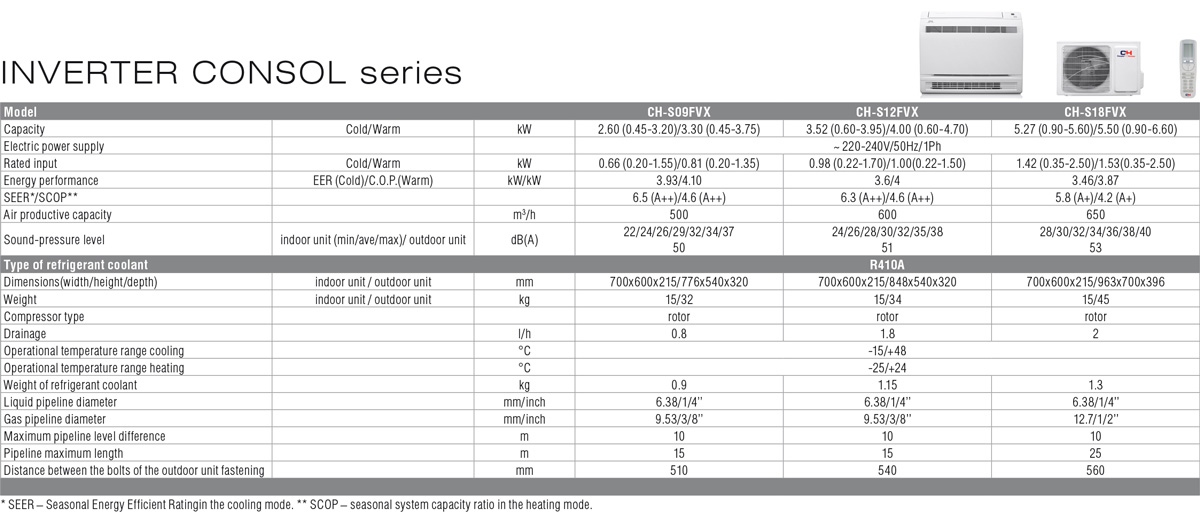 INVERTER CONSOL series
CH
Model CH-S09FVX CH-S12FVX CH-S18FVX
Capacity Cold/Warm kW 2.60 (0.45-3.20)/3.30 (0.45-3.75) 3.52 (0.60-3.95)/4.00 (0.60-4.70) 5.27 (0.90-5.60)/5.50 (0.90-6.60)
Electric power supply ~ 220-240V/50Hz/1Ph
Rated input Cold/Warm kW 0.66 (0.20-1.55)/0.81 (0.20-1.35) 0.98 (0.22-1.70)/1.00(0.22-1.50) 1.42 (0.35-2.50)/1.53(0.35-2.50)
Energy performance EER (Cold)/C.O.P.(Warm) kW/kW 3.93/4.10 3.6/4 3.46/3.87
SEER*/SCOP** 6.5 (A++)/4.6 (A++) 6.3 (A++)/4.6 (A++) 5.8 (A+)/4.2 (A+)
Air productive capacity m³/h 500 600 650
Sound-pressure level indoor unit (min/ave/max)/ outdoor unit dB(A) 22/24/26/29/32/34/37 24/26/28/30/32/35/38 28/30/32/34/36/38/40
50 51 53
Type of refrigerant coolant R410A
Dimensions(width/height/depth) indoor unit / outdoor unit mm 700x600x215/776x540x320 700x600x215/848x540x320 700x600x215/963x700x396
Weight indoor unit / outdoor unit kg 15/32 15/34 15/45
Compressor type rotor rotor rotor
Drainage l/h 0.8 1.8 2
Operational temperature range cooling °C -15/+48
Operational temperature range heating °C -25/+24
Weight of refrigerant coolant kg 0.9 1.15 1.3
Liquid pipeline diameter mm/inch 6.38/1/4'' 6.38/1/4'' 6.38/1/4''
Gas pipeline diameter mm/inch 9.53/3/8'' 9.53/3/8'' 12.7/1/2''
Maximum pipeline level difference m 10 10 10
Pipeline maximum length m 15 15 25
Distance between the bolts of the outdoor unit fastening mm 510 540 560
* SEER – Seasonal Energy Efficient Ratingin the cooling mode. ** SCOP – seasonal system capacity ratio in the heating mode.